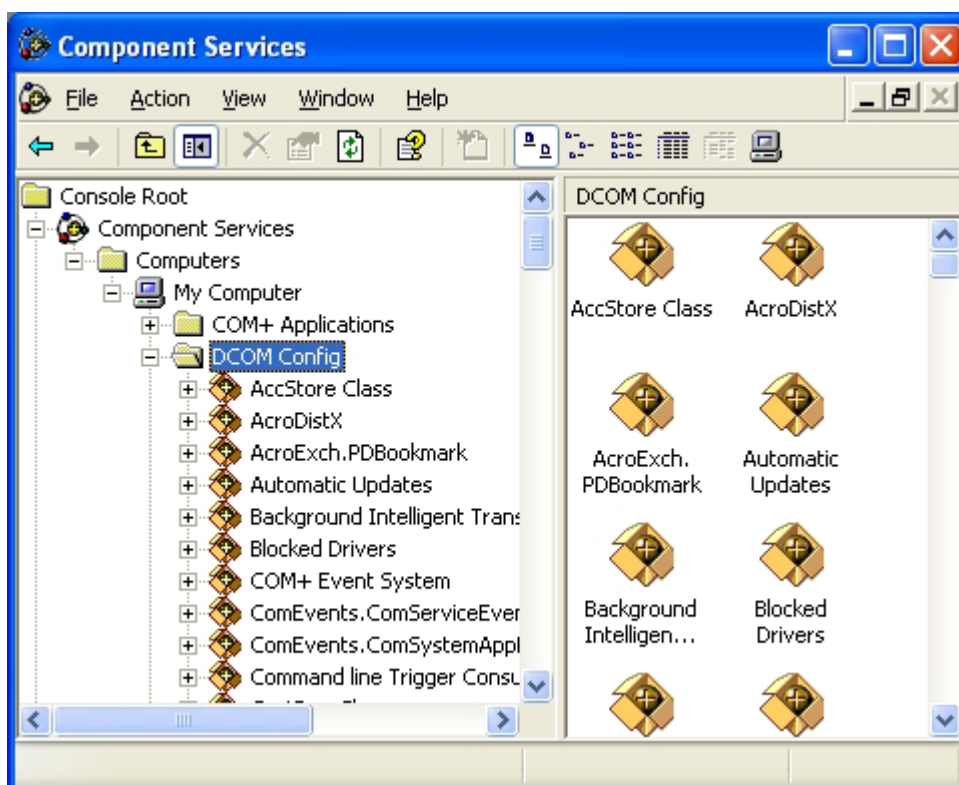 Component Services
File Action View Window Help
Console Root
Component Services
Computers
My Computer
COM+ Applications
DCOM Config
AccStore Class
AcroDistX
AcroExch.PDBookmark
Automatic Updates
Background Intelligent Trans
Blocked Drivers
COM+ Event System
ComEvents.ComServiceEver
ComEvents.ComSystemAppl
Command line Trigger Consu
DCOM Config
AccStore Class AcroDistX
AcroExch. Automatic
PDBookmark Updates
Background Blocked
Intelligen... Drivers